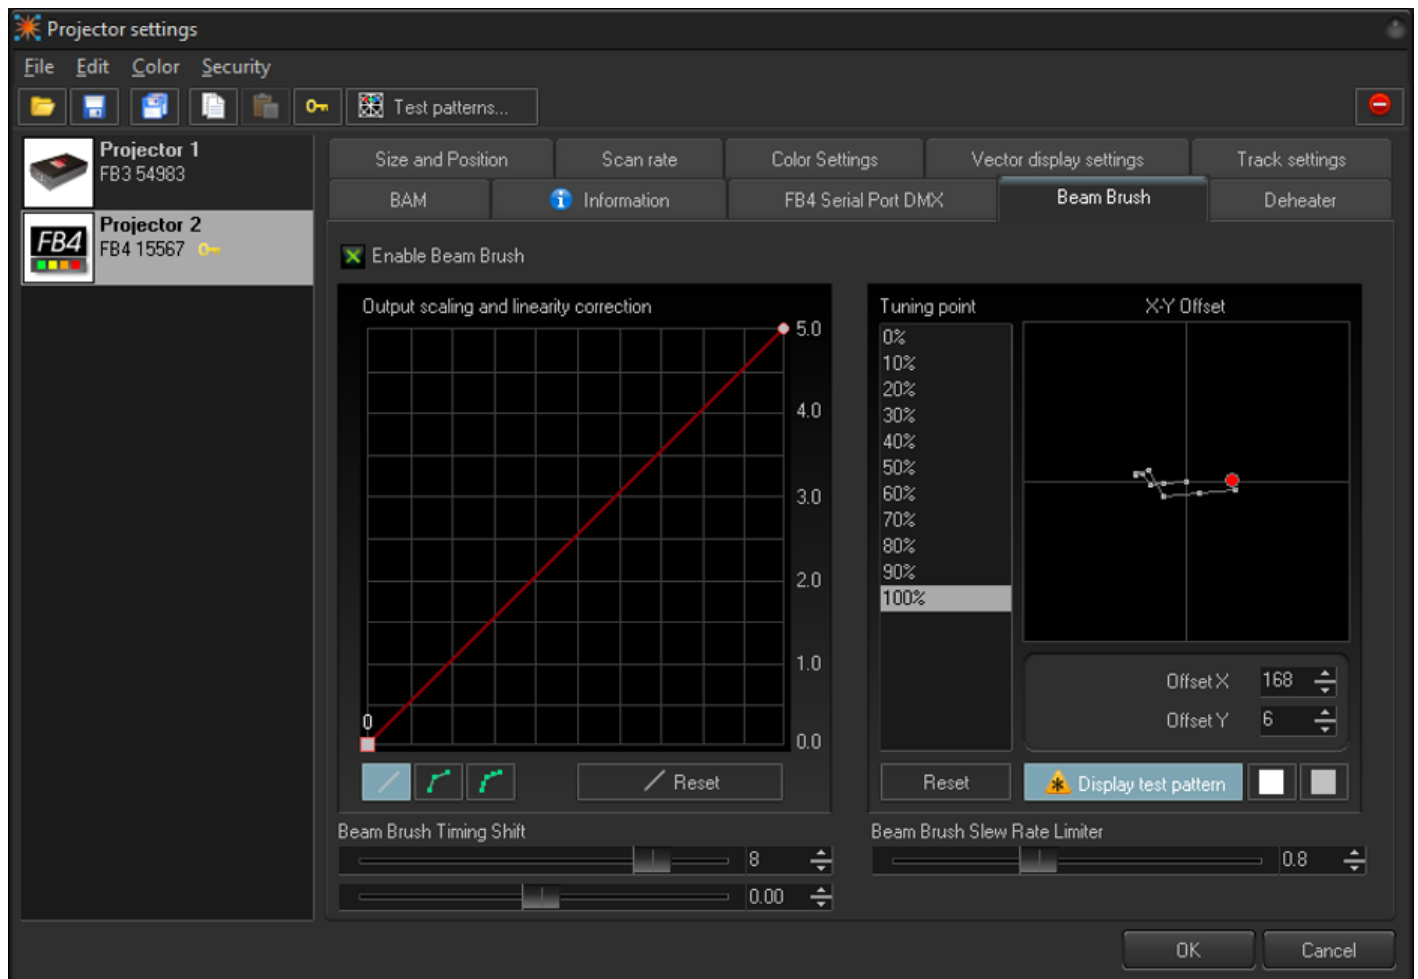 Projector settings
File Edit Color Security
Test patterns...
Projector 1
FB3 54983
FB4
Projector 2
FB4 15567
Size and Position Scan rate Color Settings Vector display settings Track settings
BAM Information FB4 Serial Port DMX Beam Brush Deheater
Enable Beam Brush
Output scaling and linearity correction
5.0
4.0
3.0
2.0
1.0
0
0.0
Reset
Tuning point X-Y Offset
0%
10%
20%
30%
40%
50%
60%
70%
80%
90%
100%
Offset X 168
Offset Y 6
Reset Display test pattern
Beam Brush Timing Shift
8
0.00
Beam Brush Slew Rate Limiter
0.8
OK Cancel